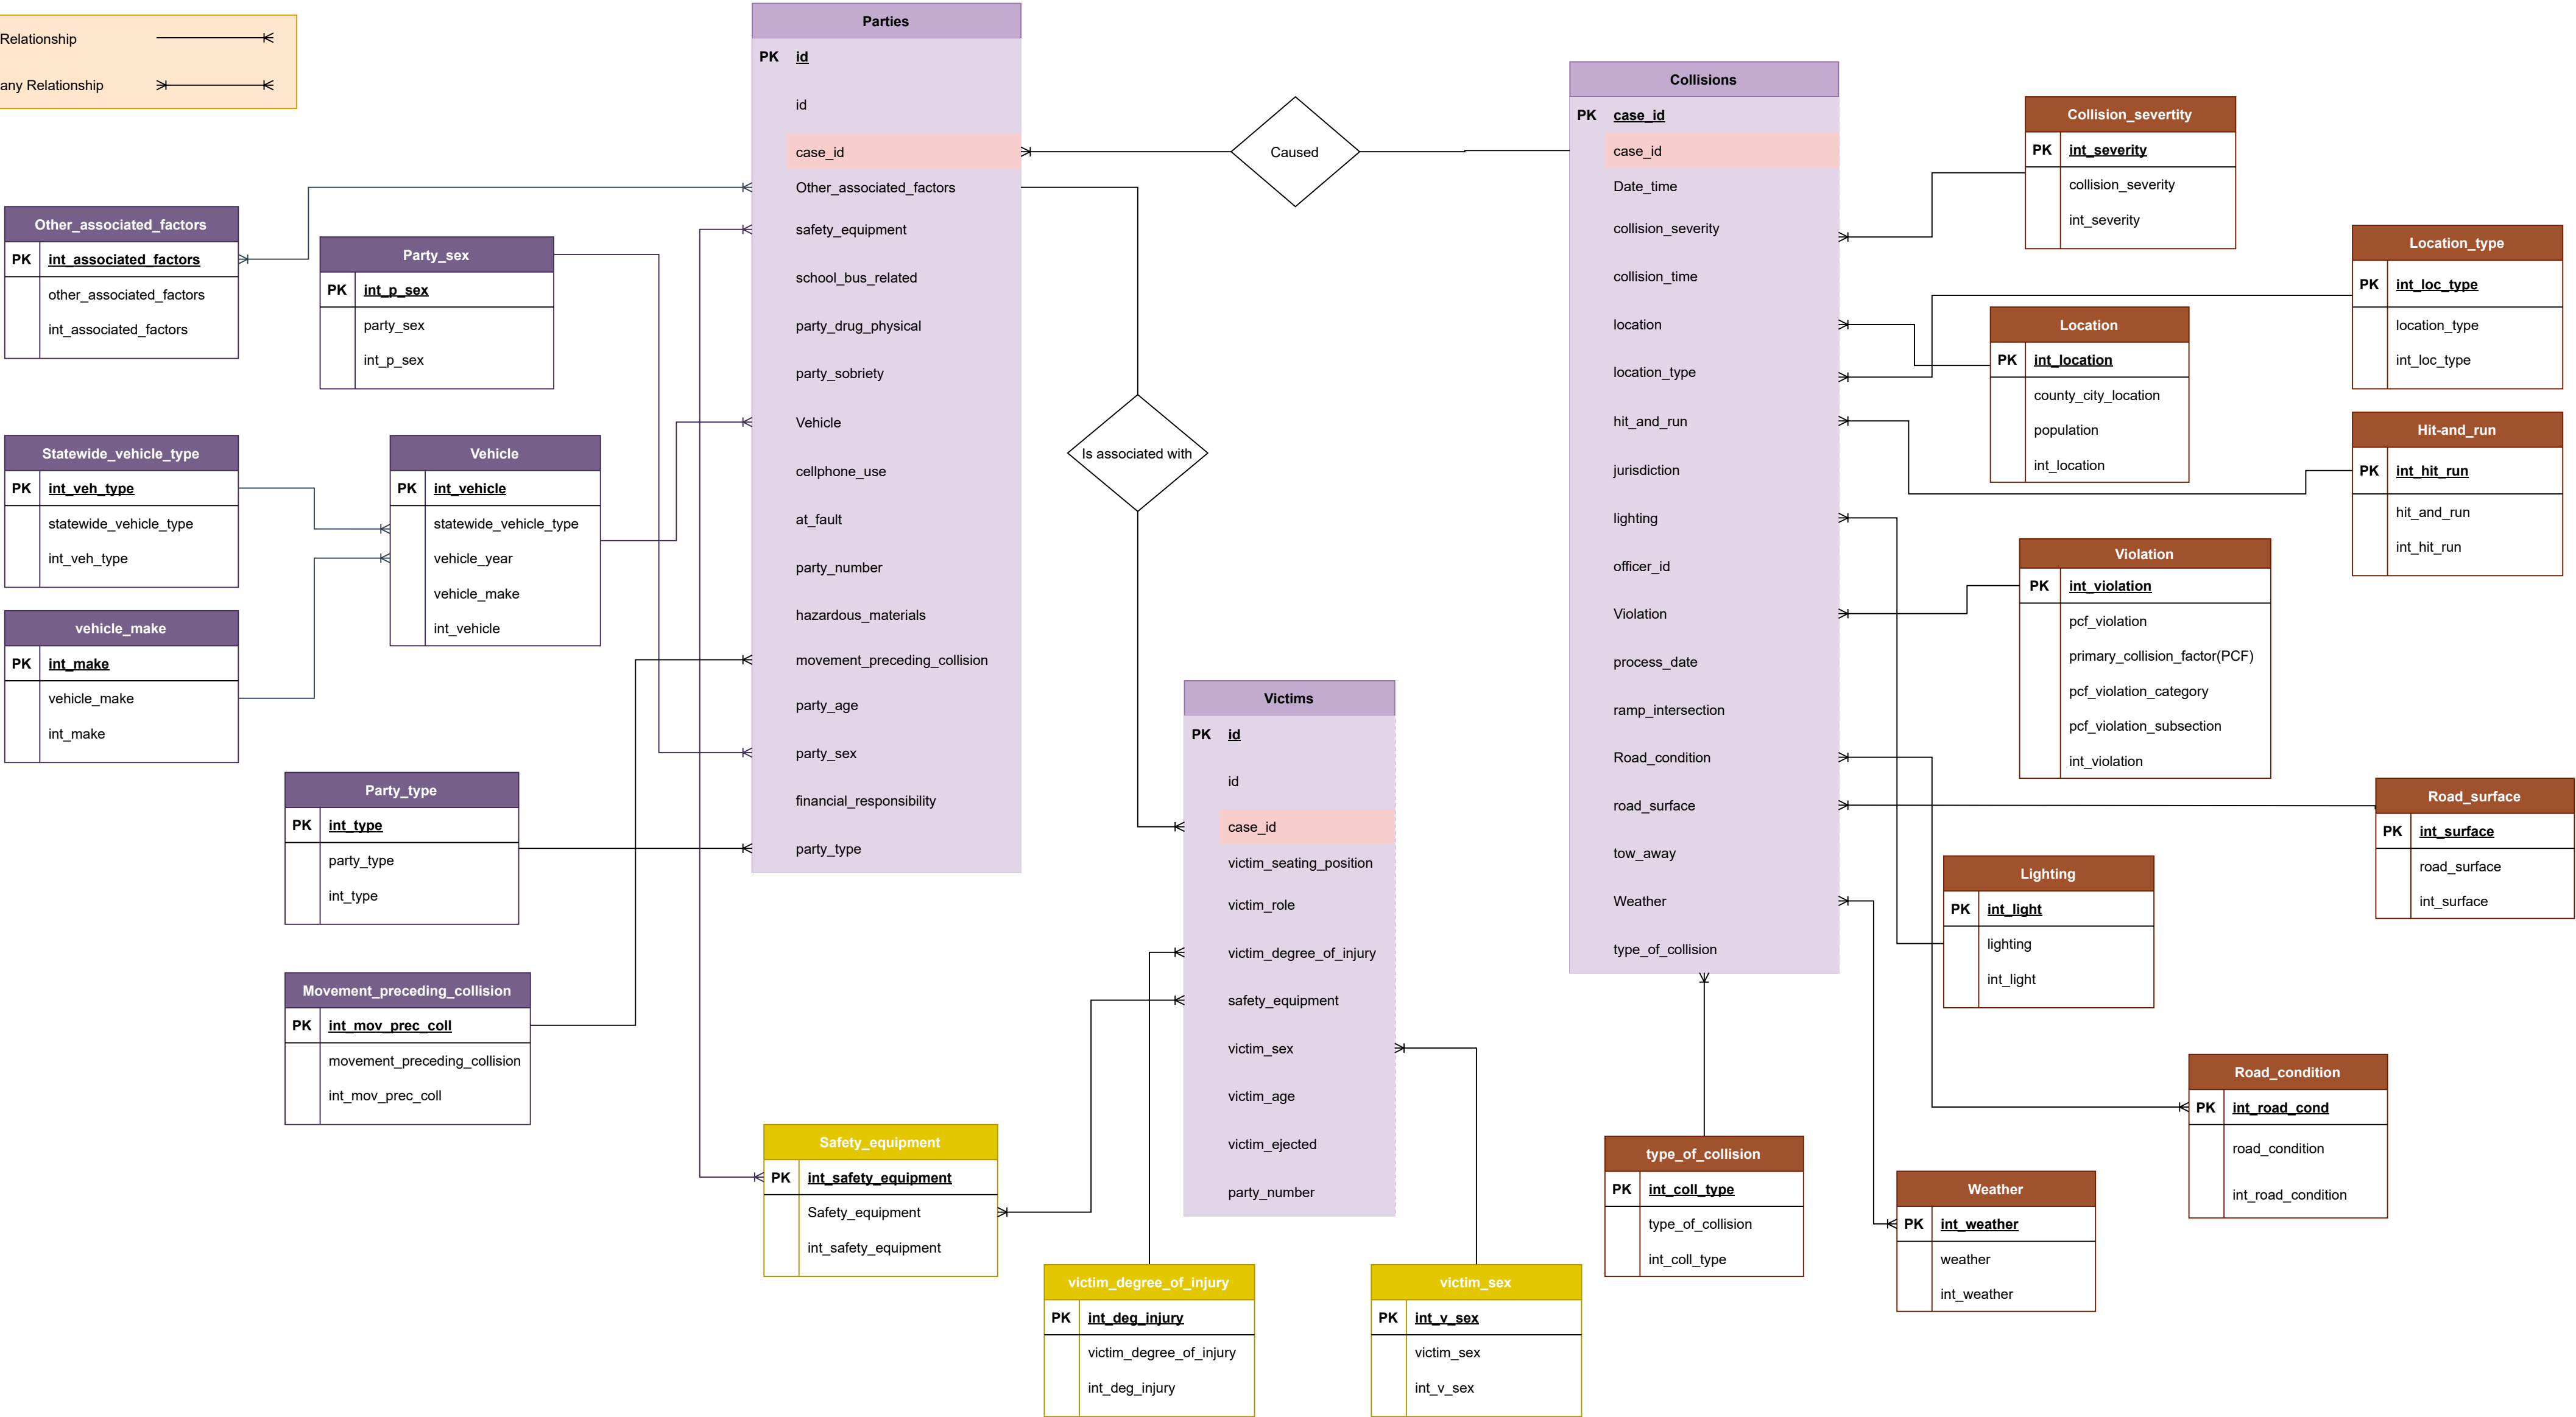 Relationship
any Relationship
Parties
PK id
id
case_id
Other_associated_factors
safety_equipment
school_bus_related
party_drug_physical
party_sobriety
Vehicle
cellphone_use
at_fault
party_number
hazardous_materials
movement_preceding_collision
party_age
party_sex
financial_responsibility
party_type
Caused
Is associated with
Collisions
PK case_id
case_id
Date_time
collision_severity
collision_time
location
location_type
hit_and_run
jurisdiction
lighting
officer_id
Violation
process_date
ramp_intersection
Road_condition
road_surface
tow_away
Weather
type_of_collision
Collision_severtity
PK int_severity
collision_severity
int_severity
Location_type
PK int_loc_type
location_type
int_loc_type
Location
PK int_location
county_city_location
population
int_location
Hit-and_run
PK int_hit_run
hit_and_run
int_hit_run
Violation
PK int_violation
pcf_violation
primary_collision_factor(PCF)
pcf_violation_category
pcf_violation_subsection
int_violation
Road_surface
PK int_surface
road_surface
int_surface
Lighting
PK int_light
lighting
int_light
Road_condition
PK int_road_cond
road_condition
int_road_condition
Weather
PK int_weather
weather
int_weather
type_of_collision
PK int_coll_type
type_of_collision
int_coll_type
Other_associated_factors
PK int_associated_factors
other_associated_factors
int_associated_factors
Party_sex
PK int_p_sex
party_sex
int_p_sex
Statewide_vehicle_type
PK int_veh_type
statewide_vehicle_type
int_veh_type
Vehicle
PK int_vehicle
statewide_vehicle_type
vehicle_year
vehicle_make
int_vehicle
vehicle_make
PK int_make
vehicle_make
int_make
Party_type
PK int_type
party_type
int_type
Movement_preceding_collision
PK int_mov_prec_coll
movement_preceding_collision
int_mov_prec_coll
Victims
PK id
id
case_id
victim_seating_position
victim_role
victim_degree_of_injury
safety_equipment
victim_sex
victim_age
victim_ejected
party_number
Safety_equipment
PK int_safety_equipment
Safety_equipment
int_safety_equipment
victim_degree_of_injury
PK int_deg_injury
victim_degree_of_injury
int_deg_injury
victim_sex
PK int_v_sex
victim_sex
int_v_sex